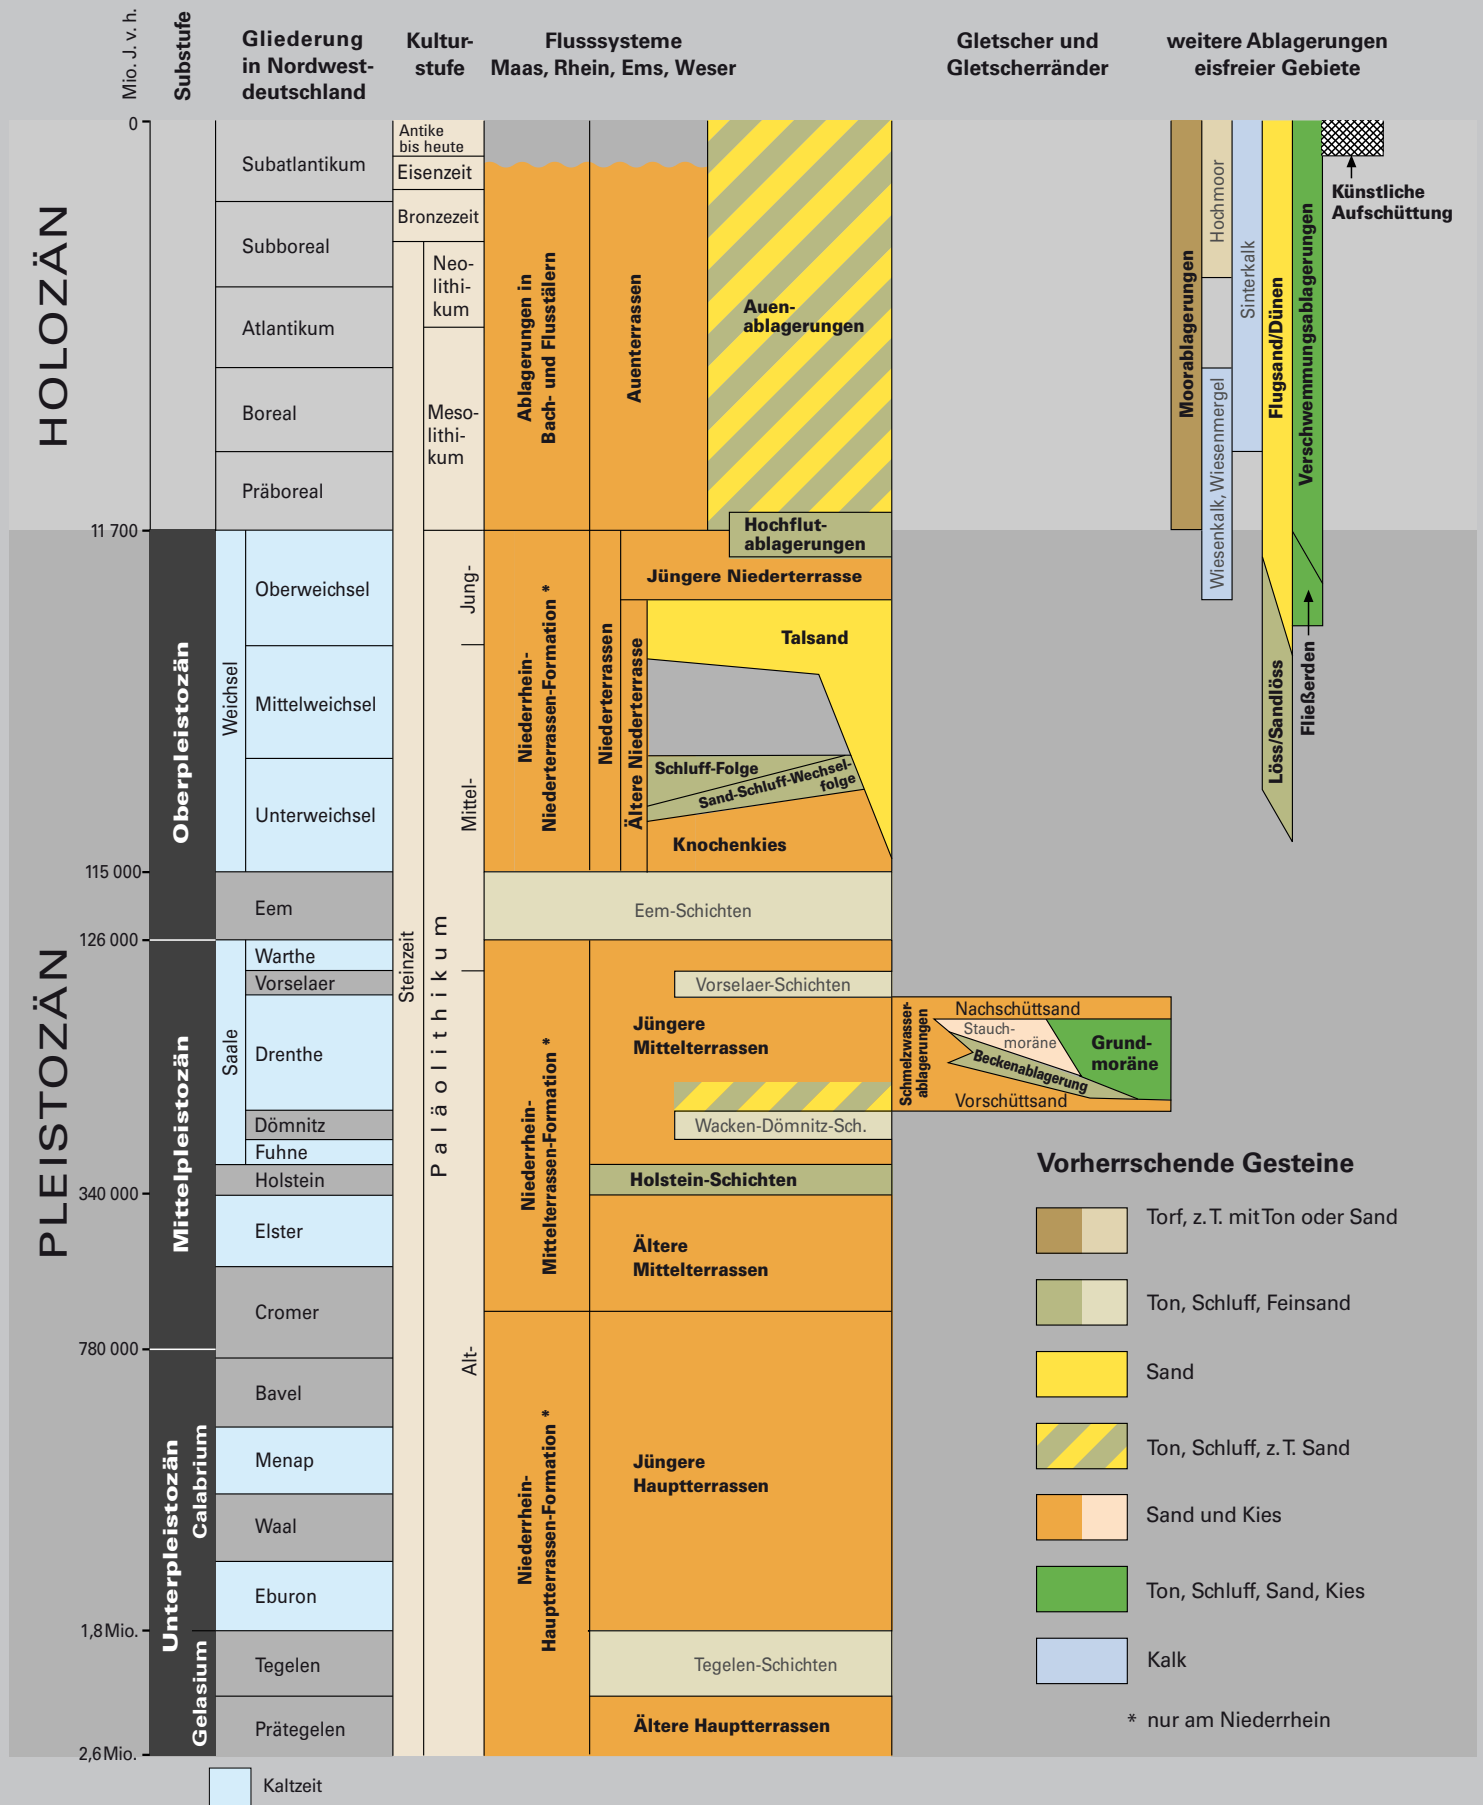 Mio. J. v. h.
Substufe
Gliederung
in Nordwest-
deutschland
Kultur-
stufe
Flusssysteme
Maas, Rhein, Ems, Weser
Gletscher und
Gletscherränder
weitere Ablagerungen
eisfreier Gebiete
0
11 700
115 000
126 000
340 000
780 000
1,8 Mio.
2,6 Mio.
HOLOZÄN
PLEISTOZÄN
Oberpleistozän
Mittelpleistozän
Unterpleistozän
Calabrium
Gelasium
Subatlantikum
Subboreal
Atlantikum
Boreal
Präboreal
Weichsel
Oberweichsel
Mittelweichsel
Unterweichsel
Eem
Saale
Warthe
Vorselaer
Drenthe
Dömnitz
Fuhne
Holstein
Elster
Cromer
Bavel
Menap
Waal
Eburon
Tegelen
Prätegelen
Kaltzeit
Antike
bis heute
Eisenzeit
Bronzezeit
Neo-
lithi-
kum
Meso-
lithi-
kum
Steinzeit
Paläolithikum
Jung-
Mittel-
Alt-
Ablagerungen in
Bach- und Flusstälern
Auenterrassen
Auen-
ablagerungen
Hochflut-
ablagerungen
Niederrhein-
Niederterrassen-Formation *
Niederterrassen
Jüngere Niederterrasse
Ältere Niederterrasse
Talsand
Schluff-Folge
Sand-Schluff-Wechsel-
folge
Knochenkies
Eem-Schichten
Niederrhein-
Mittelterrassen-Formation *
Vorselaer-Schichten
Jüngere
Mittelterrassen
Wacken-Dömnitz-Sch.
Holstein-Schichten
Ältere
Mittelterrassen
Niederrhein-
Hauptterrassen-Formation *
Jüngere
Hauptterrassen
Tegelen-Schichten
Ältere Hauptterrassen
Schmelzwasser-
ablagerungen
Nachschüttsand
Stauch-
moräne
Grund-
moräne
Beckenablagerung
Vorschüttsand
Moorablagerungen
Hochmoor
Wiesenkalk, Wiesenmergel
Sinterkalk
Flugsand/Dünen
Löss/Sandlöss
Verschwemmungsablagerungen
Fließerden
Künstliche
Aufschüttung
Vorherrschende Gesteine
Torf, z. T. mit Ton oder Sand
Ton, Schluff, Feinsand
Sand
Ton, Schluff, z. T. Sand
Sand und Kies
Ton, Schluff, Sand, Kies
Kalk
* nur am Niederrhein